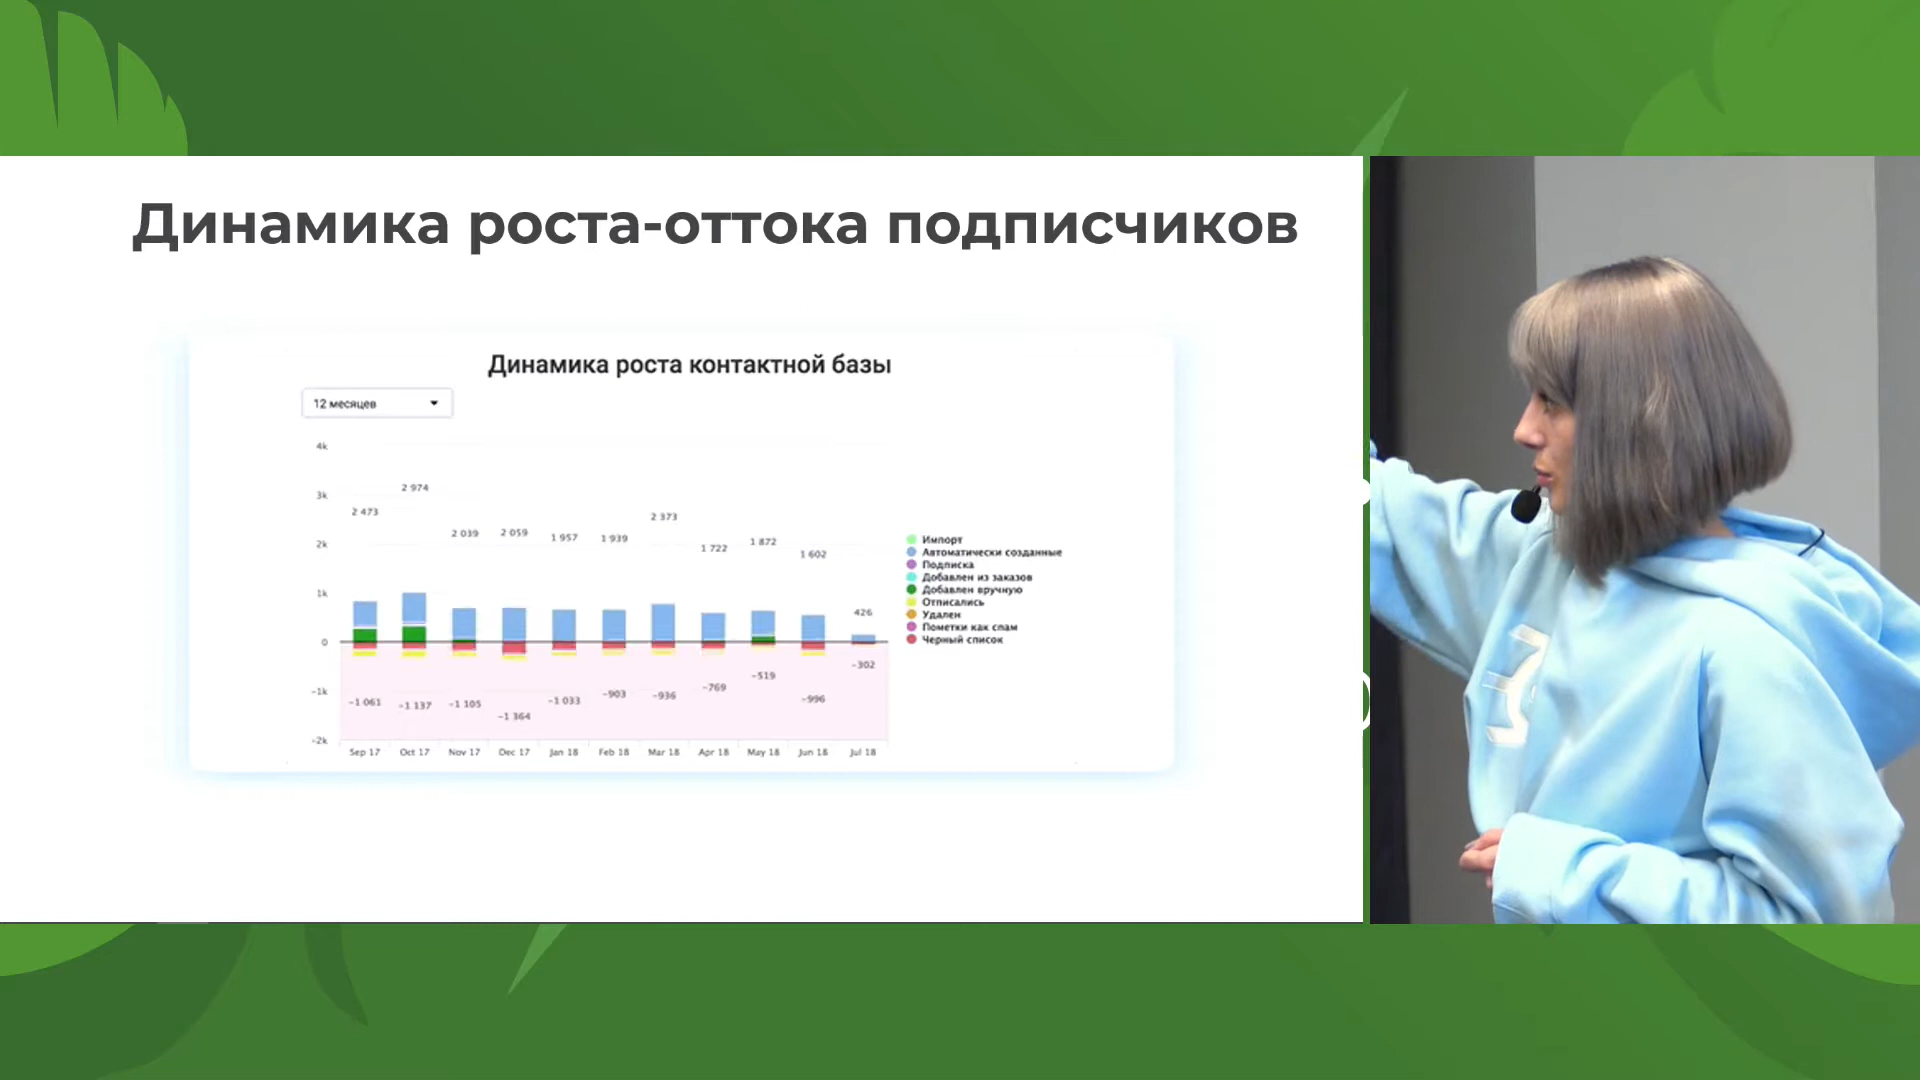 Динамика роста-оттока подписчиков
Динамика роста контактной базы
12 месяцев
4k
3k
2k
1k
0
-1k
-2k
2 473
2 974
2 039
2 059
1 957
1 939
2 373
1 722
1 872
1 602
426
-1 061
-1 137
-1 105
-1 364
-1 033
-903
-936
-769
-519
-996
-302
Sep 17
Oct 17
Nov 17
Dec 17
Jan 18
Feb 18
Mar 18
Apr 18
May 18
Jun 18
Jul 18
Импорт
Автоматически созданные
Подписка
Добавлен из заказов
Добавлен вручную
Отписались
Удален
Пометки как спам
Черный список